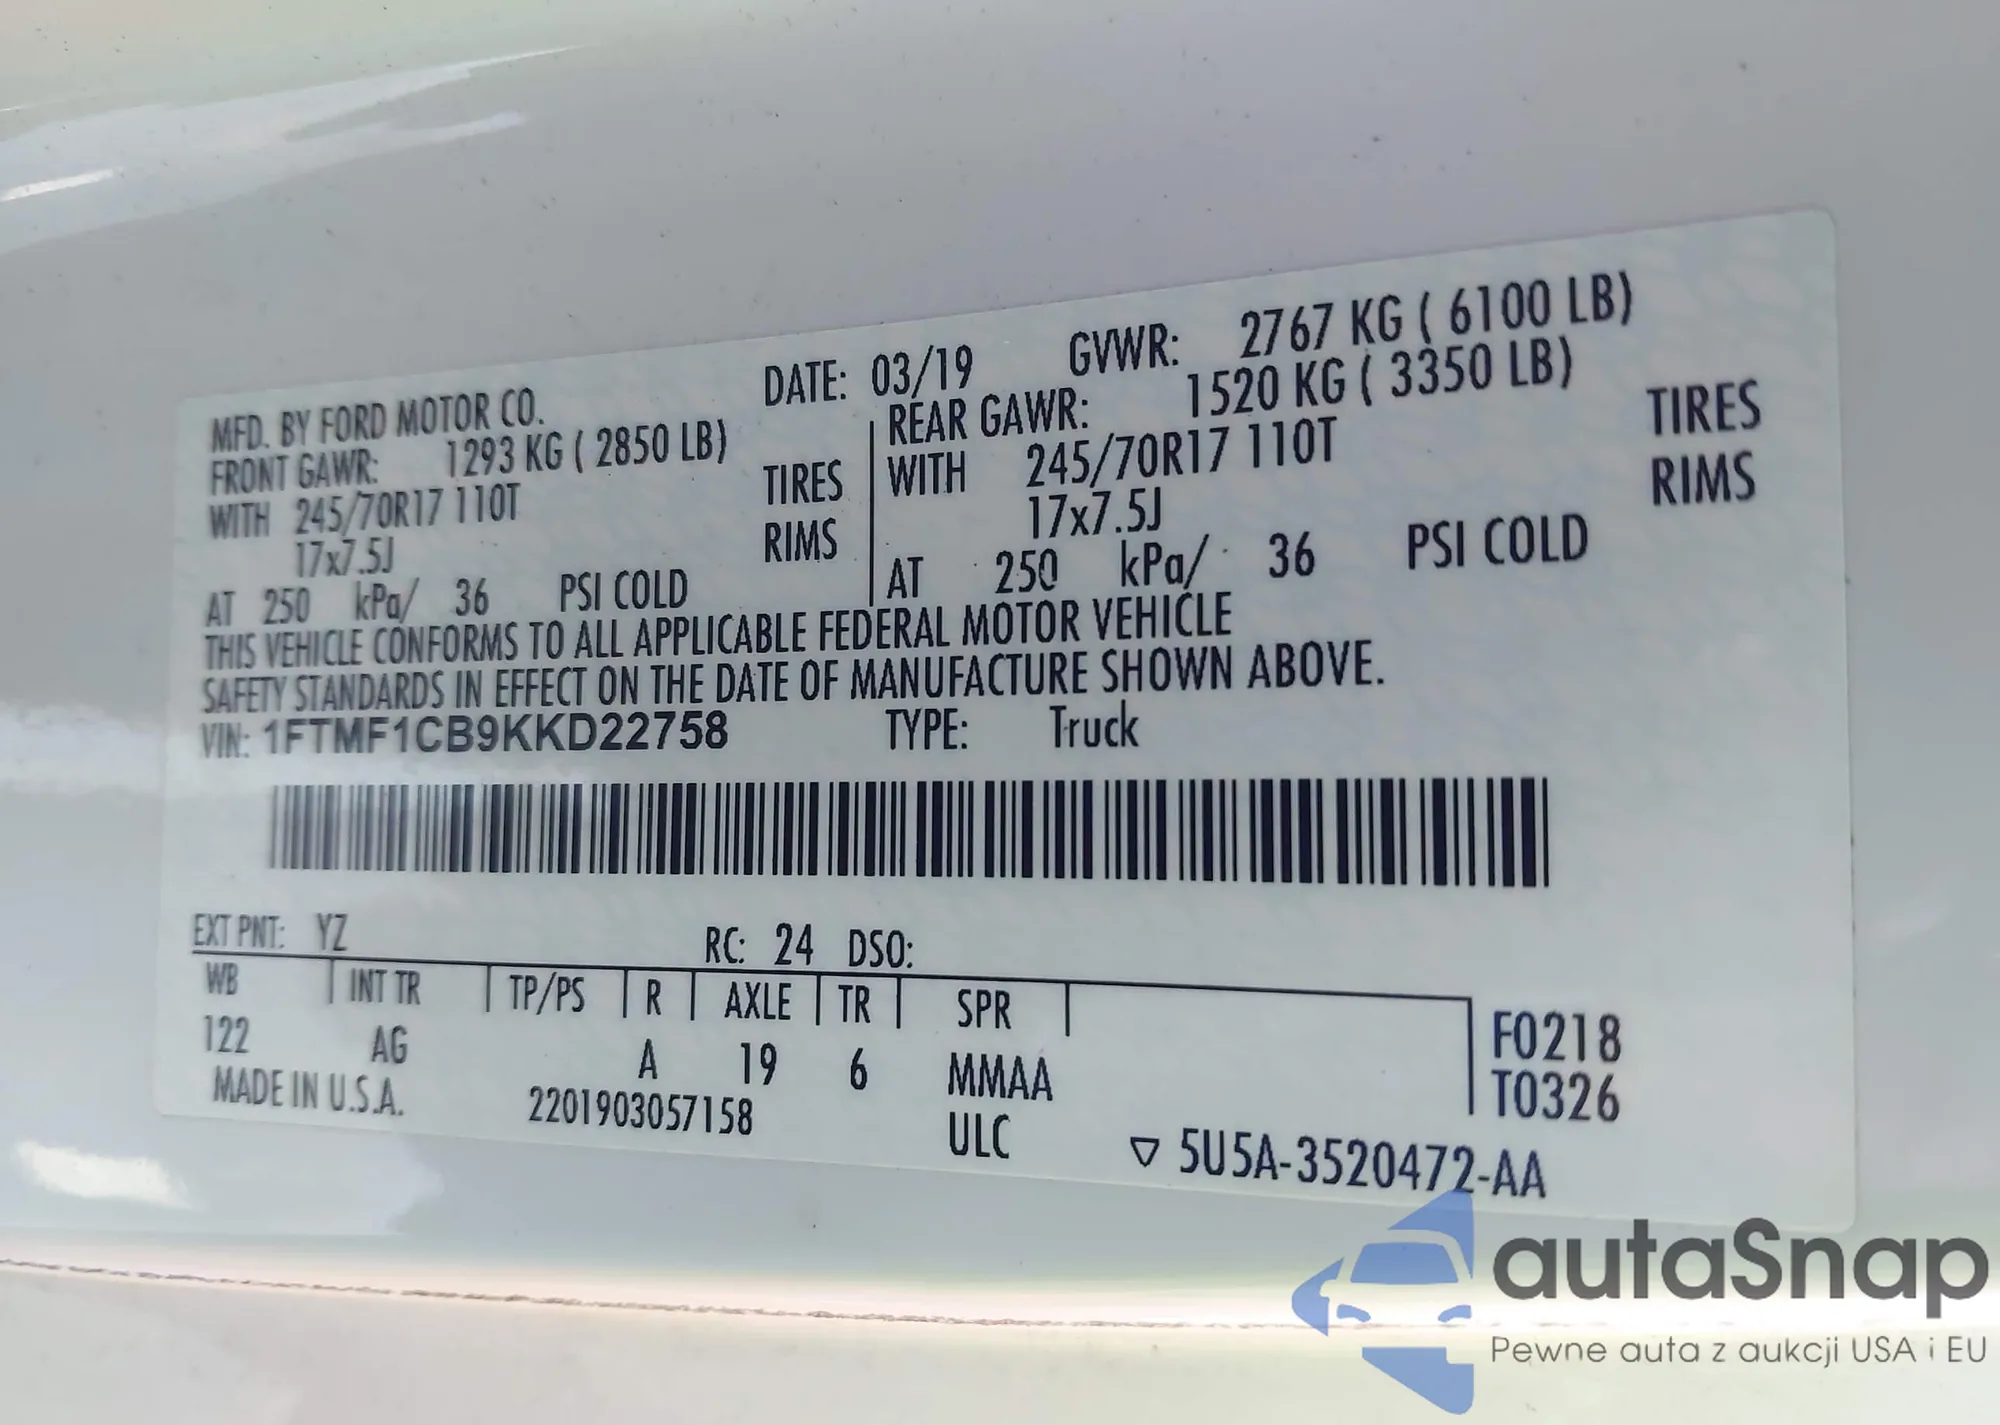 MFD. BY FORD MOTOR CO. DATE: 03/19 GVWR: 2767 KG ( 6100 LB)
FRONT GAWR: 1293 KG ( 2850 LB) REAR GAWR: 1520 KG ( 3350 LB)
WITH 245/70R17 110T TIRES WITH 245/70R17 110T TIRES
17x7.5J RIMS 17x7.5J RIMS
AT 250 kPa/ 36 PSI COLD AT 250 kPa/ 36 PSI COLD
THIS VEHICLE CONFORMS TO ALL APPLICABLE FEDERAL MOTOR VEHICLE
SAFETY STANDARDS IN EFFECT ON THE DATE OF MANUFACTURE SHOWN ABOVE.
VIN: 1FTMF1CB9KKD22758 TYPE: Truck
EXT PNT: YZ RC: 24 DSO:
WB INT TR TP/PS R AXLE TR SPR F0218
122 AG A 19 6 MMAA T0326
MADE IN U.S.A. 2201903057158 ULC ▽ 5U5A-3520472-AA
autaSnap
Pewne auta z aukcji USA i EU